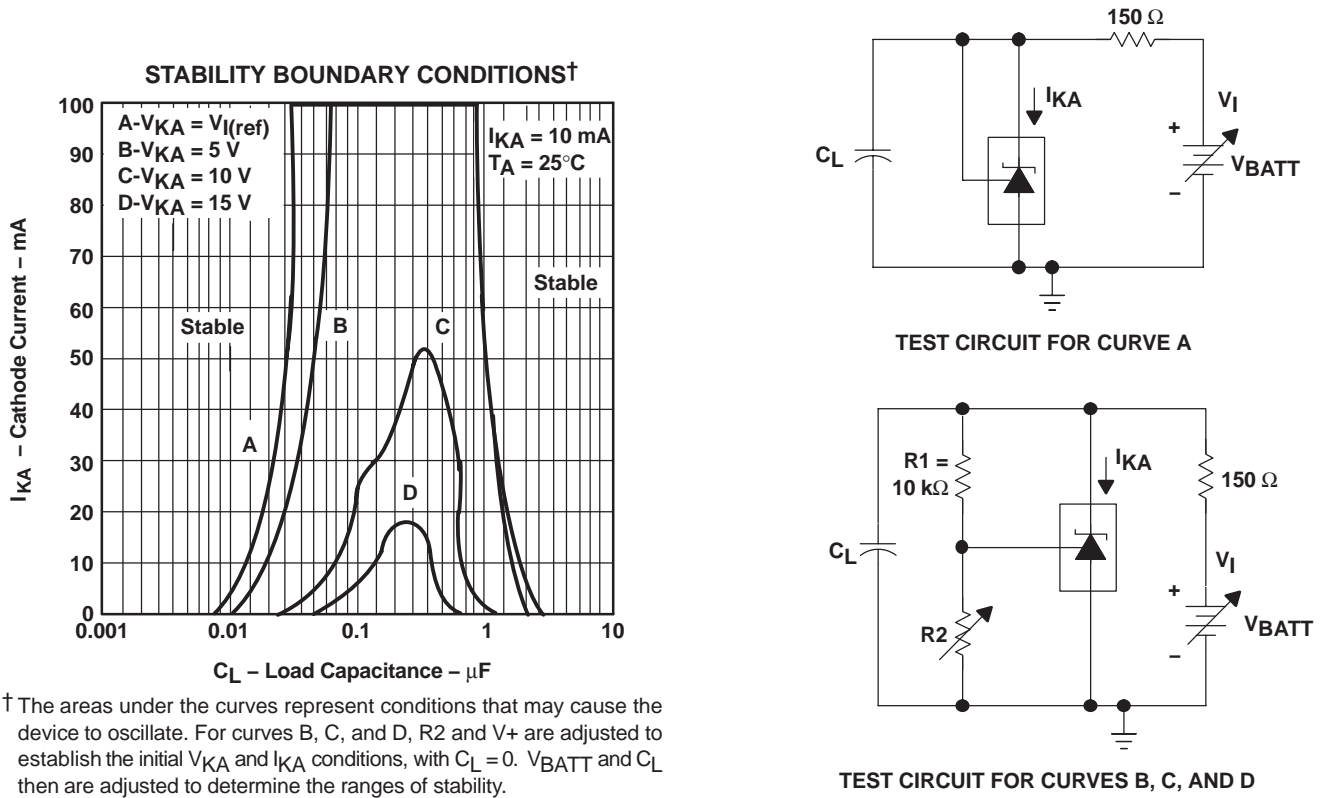 STABILITY BOUNDARY CONDITIONS†
100
90
80
70
60
50
40
30
20
10
0
IKA – Cathode Current – mA
A-VKA = VI(ref)
B-VKA = 5 V
C-VKA = 10 V
D-VKA = 15 V
IKA = 10 mA
TA = 25°C
Stable
Stable
A
B
C
D
0.001
0.01
0.1
1
10
CL – Load Capacitance – μF
† The areas under the curves represent conditions that may cause the
device to oscillate. For curves B, C, and D, R2 and V+ are adjusted to
establish the initial VKA and IKA conditions, with CL = 0. VBATT and CL
then are adjusted to determine the ranges of stability.
150 Ω
IKA
VI
CL
+
VBATT
–
TEST CIRCUIT FOR CURVE A
R1 =
10 kΩ
IKA
150 Ω
CL
VI
+
R2
VBATT
–
TEST CIRCUIT FOR CURVES B, C, AND D